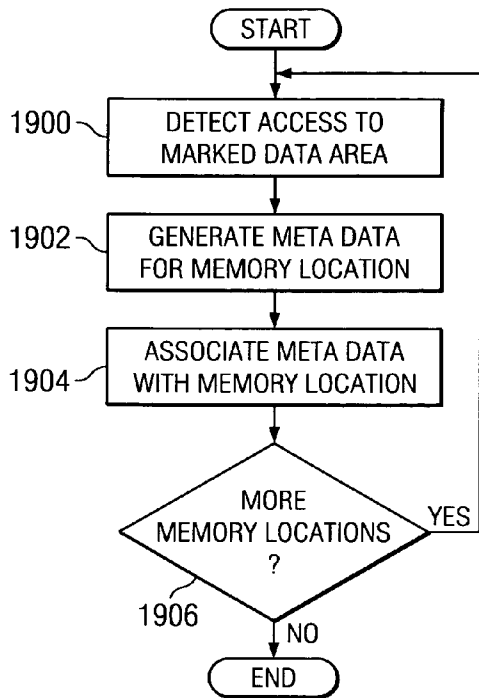 START
1900
DETECT ACCESS TO
MARKED DATA AREA
1902
GENERATE META DATA
FOR MEMORY LOCATION
1904
ASSOCIATE META DATA
WITH MEMORY LOCATION
MORE
MEMORY LOCATIONS
?
YES
1906
NO
END